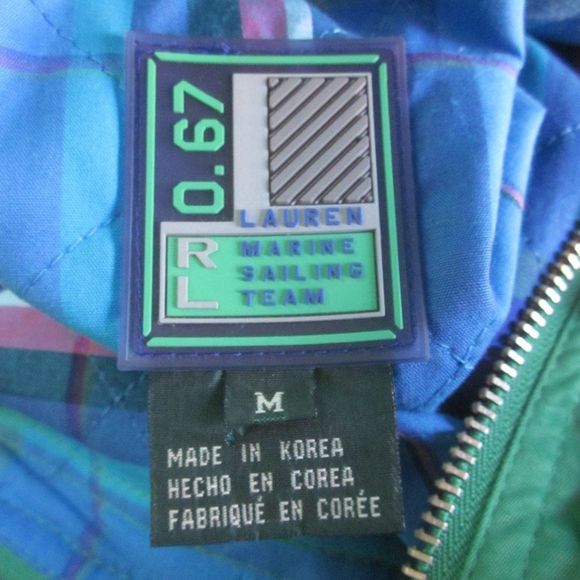 0.67
LAUREN
RL
MARINE
SAILING
TEAM
M
MADE IN KOREA
HECHO EN COREA
FABRIQUÉ EN CORÉE